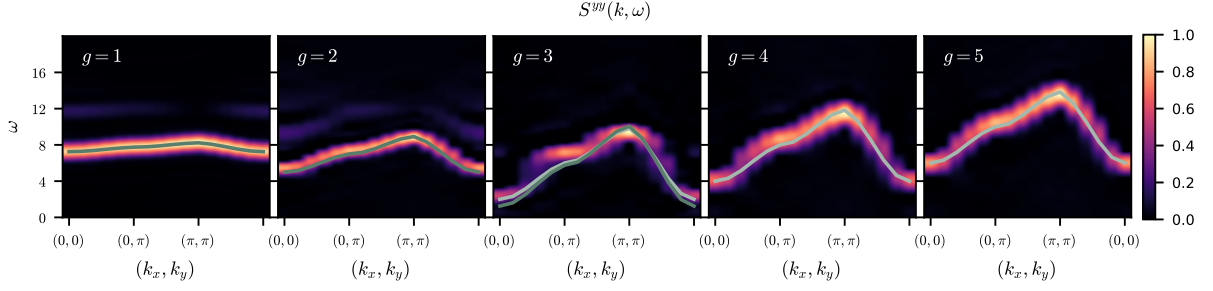 S^{yy}(k, ω)
g = 1 g = 2 g = 3 g = 4 g = 5
ω
16
12
8
4
0
1.0
0.8
0.6
0.4
0.2
0.0
(0, 0) (0, π) (π, π) (0, 0) (0, π) (π, π) (0, 0) (0, π) (π, π) (0, 0) (0, π) (π, π) (0, 0) (0, π) (π, π) (0, 0)
(k_x, k_y) (k_x, k_y) (k_x, k_y) (k_x, k_y) (k_x, k_y)